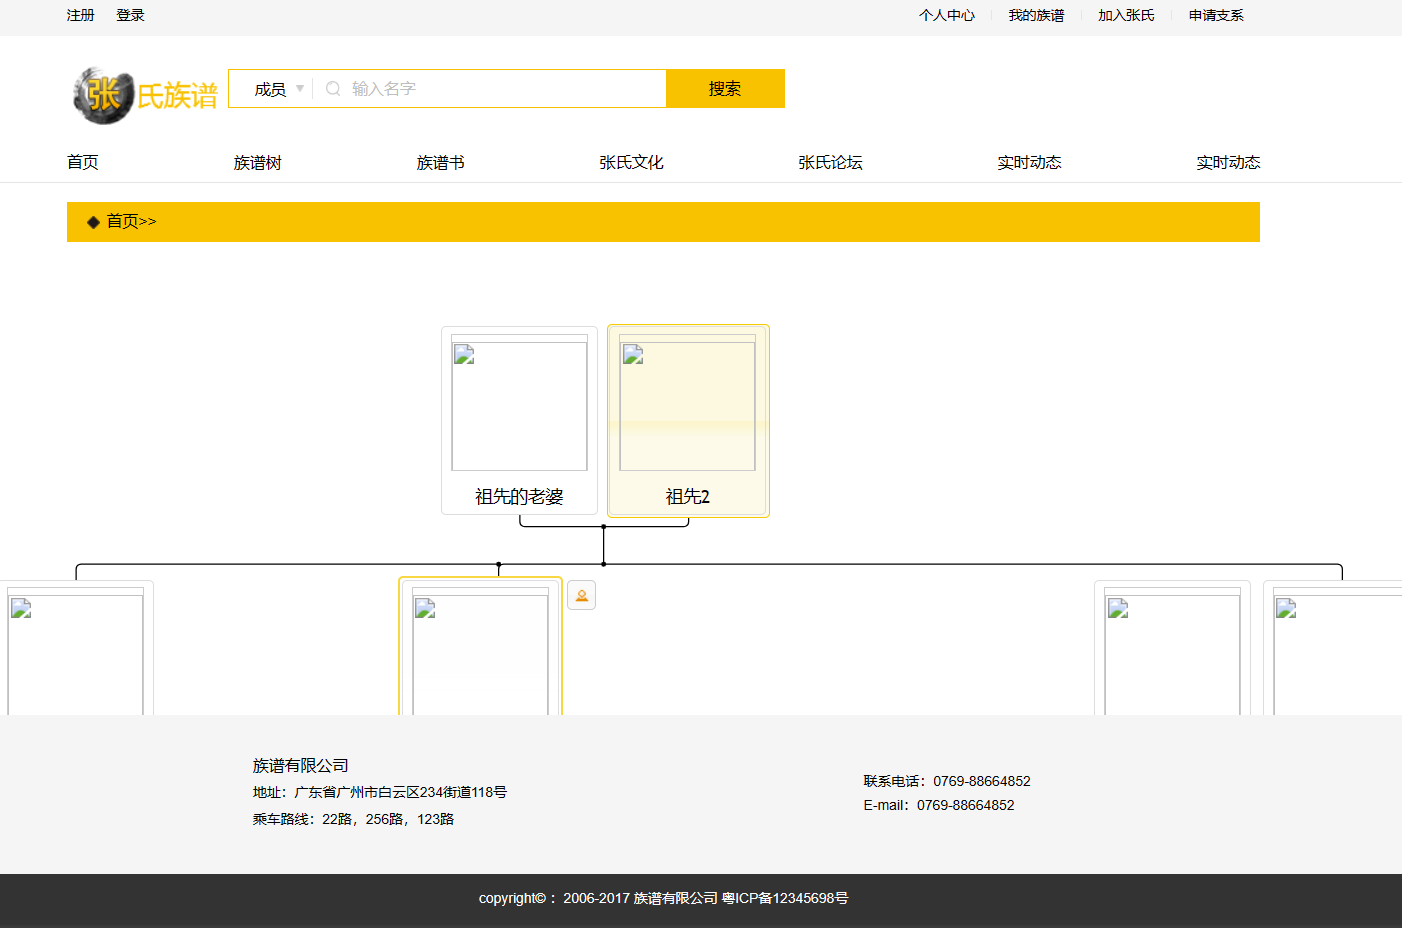 注册 登录 个人中心 我的族谱 加入张氏 申请支系
张氏族谱 成员 输入名字 搜索
首页 族谱树 族谱书 张氏文化 张氏论坛 实时动态 实时动态
首页>>
祖先的老婆 祖先2
族谱有限公司
地址：广东省广州市白云区234街道118号
乘车路线：22路，256路，123路
联系电话：0769-88664852
E-mail：0769-88664852
copyright© ：2006-2017 族谱有限公司 粤ICP备12345698号